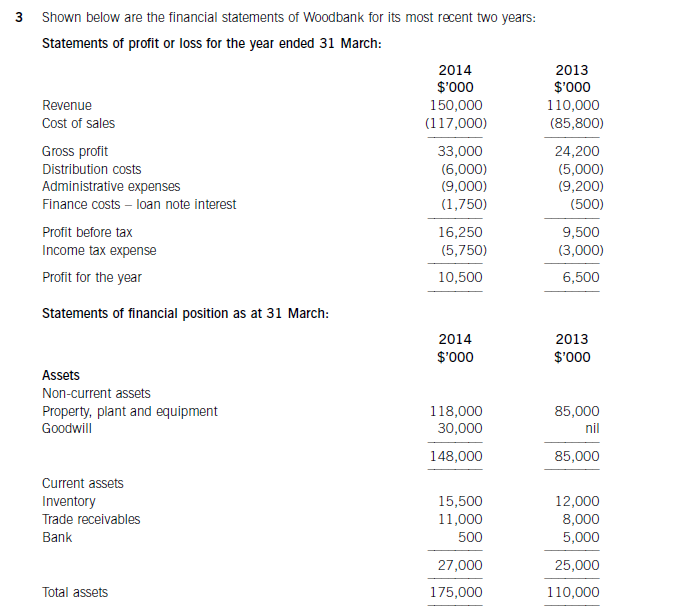 3 Shown below are the financial statements of Woodbank for its most recent two years:
Statements of profit or loss for the year ended 31 March:
2014 2013
$'000 $'000
Revenue 150,000 110,000
Cost of sales (117,000) (85,800)
Gross profit 33,000 24,200
Distribution costs (6,000) (5,000)
Administrative expenses (9,000) (9,200)
Finance costs – loan note interest (1,750) (500)
Profit before tax 16,250 9,500
Income tax expense (5,750) (3,000)
Profit for the year 10,500 6,500
Statements of financial position as at 31 March:
2014 2013
$'000 $'000
Assets
Non-current assets
Property, plant and equipment 118,000 85,000
Goodwill 30,000 nil
148,000 85,000
Current assets
Inventory 15,500 12,000
Trade receivables 11,000 8,000
Bank 500 5,000
27,000 25,000
Total assets 175,000 110,000